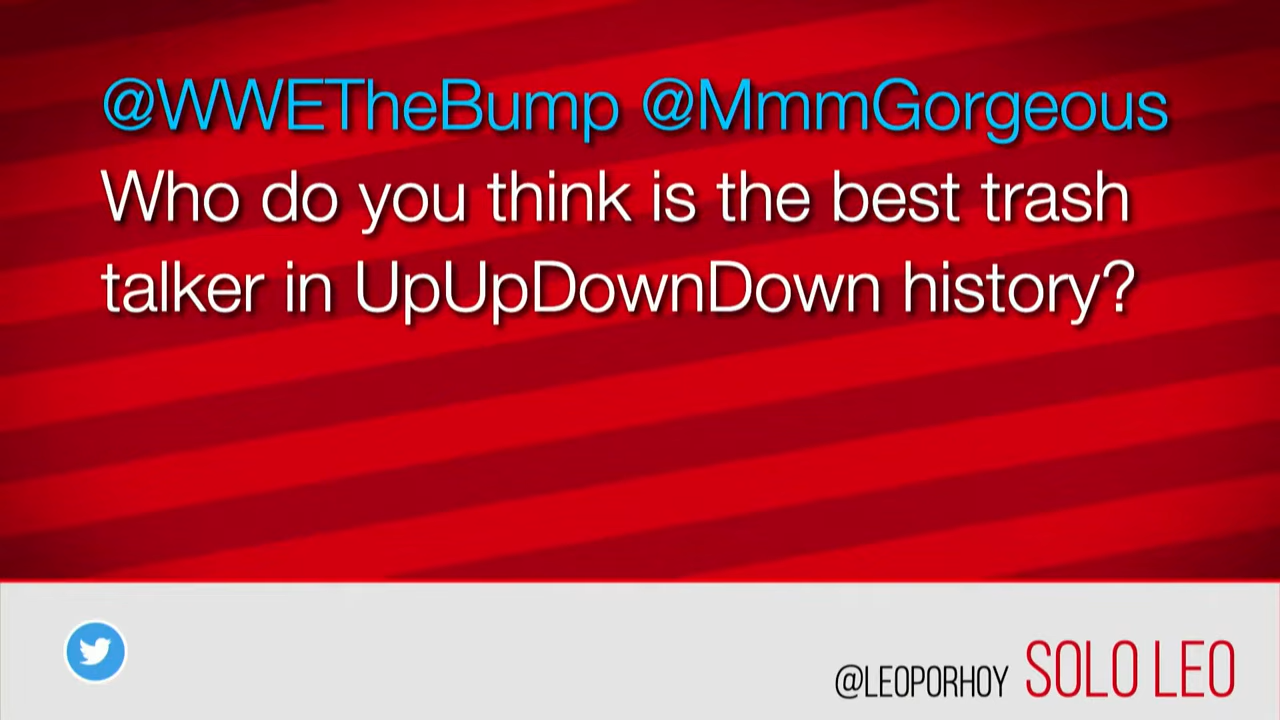 @WWETheBump @MmmGorgeous
Who do you think is the best trash
talker in UpUpDownDown history?
@LEOPORHOY SOLO LEO